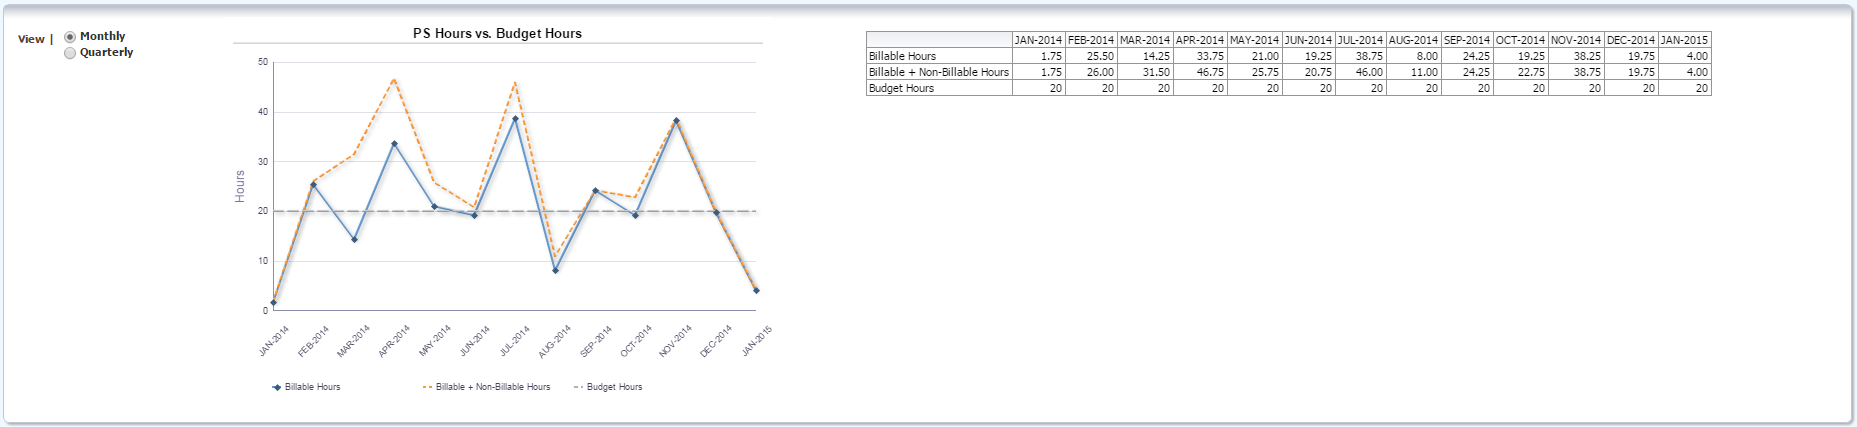 View |
Monthly
Quarterly
PS Hours vs. Budget Hours
50
40
30
20
10
0
Hours
JAN-2014 FEB-2014 MAR-2014 APR-2014 MAY-2014 JUN-2014 JUL-2014 AUG-2014 SEP-2014 OCT-2014 NOV-2014 DEC-2014 JAN-2015
Billable Hours Billable + Non-Billable Hours Budget Hours
JAN-2014 FEB-2014 MAR-2014 APR-2014 MAY-2014 JUN-2014 JUL-2014 AUG-2014 SEP-2014 OCT-2014 NOV-2014 DEC-2014 JAN-2015
Billable Hours 1.75 25.50 14.25 33.75 21.00 19.25 38.75 8.00 24.25 19.25 38.25 19.75 4.00
Billable + Non-Billable Hours 1.75 26.00 31.50 46.75 25.75 20.75 46.00 11.00 24.25 22.75 38.75 19.75 4.00
Budget Hours 20 20 20 20 20 20 20 20 20 20 20 20 20